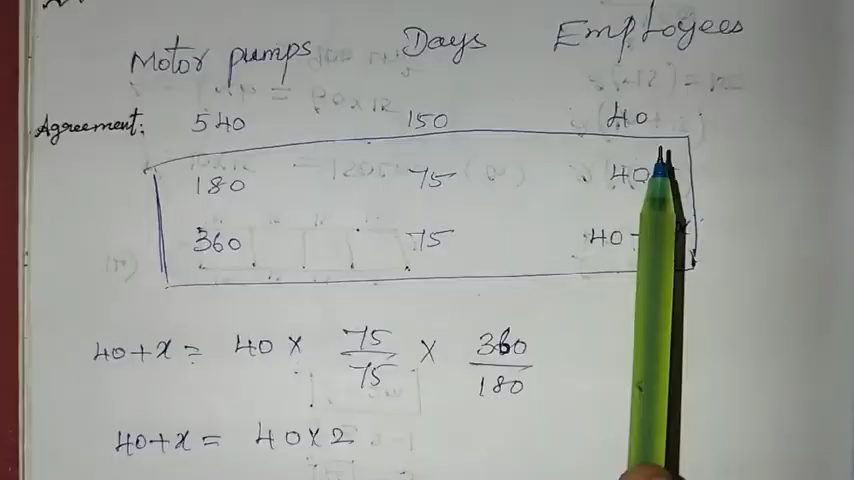 Motor pumps Days Employees
Agreement: 540 150 40
180 75 40
360 75 40+
40+x = 40 × 75/75 × 360/180
40+x = 40×2